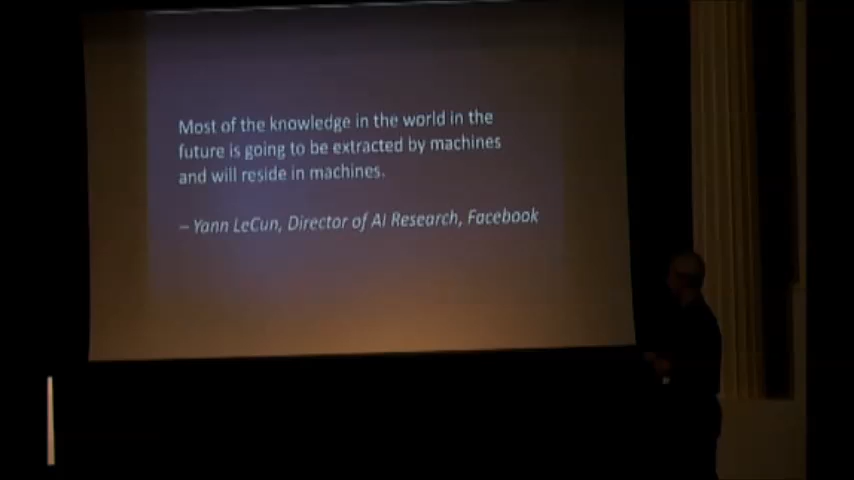 Most of the knowledge in the world in the
future is going to be extracted by machines
and will reside in machines.
– Yann LeCun, Director of AI Research, Facebook